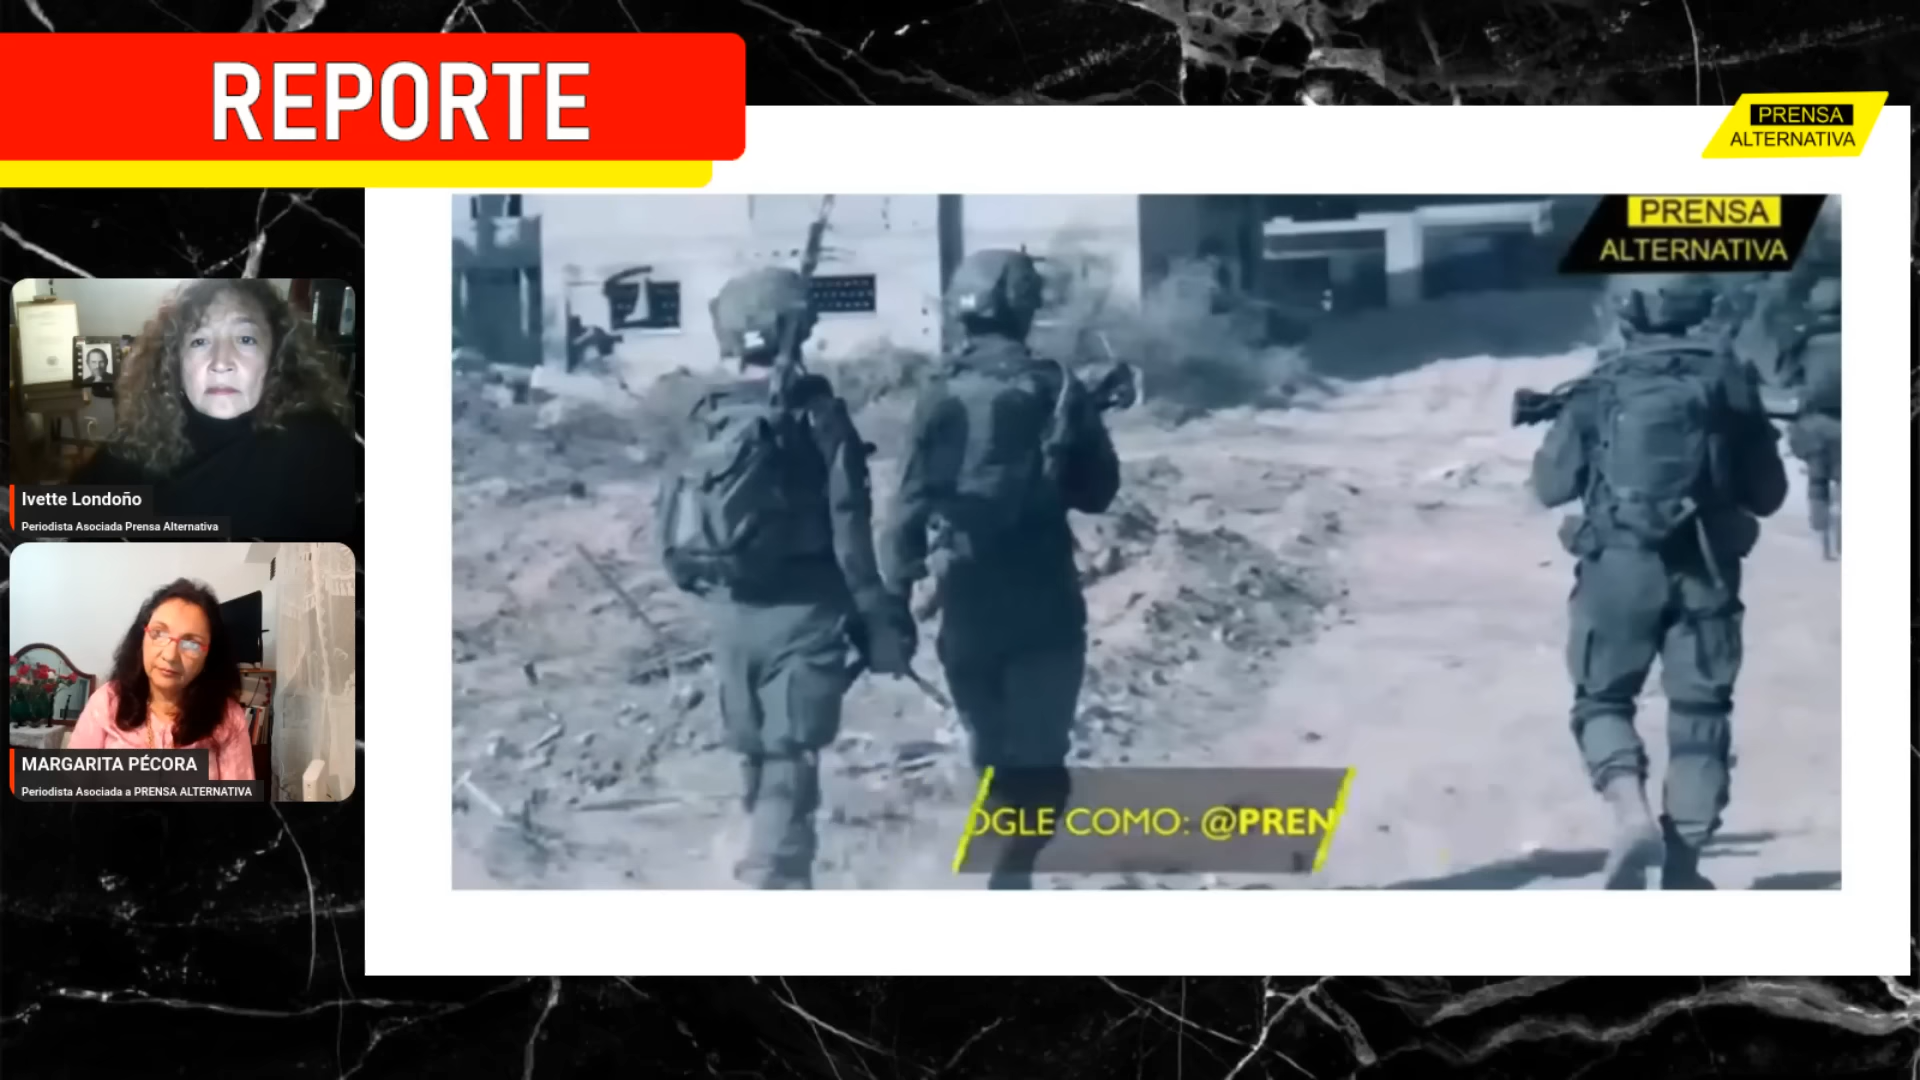 REPORTE
PRENSA
ALTERNATIVA
PRENSA
ALTERNATIVA
Ivette Londoño
Periodista Asociada Prensa Alternativa
MARGARITA PÉCORA
Periodista Asociada a PRENSA ALTERNATIVA
OGLE COMO: @PREN